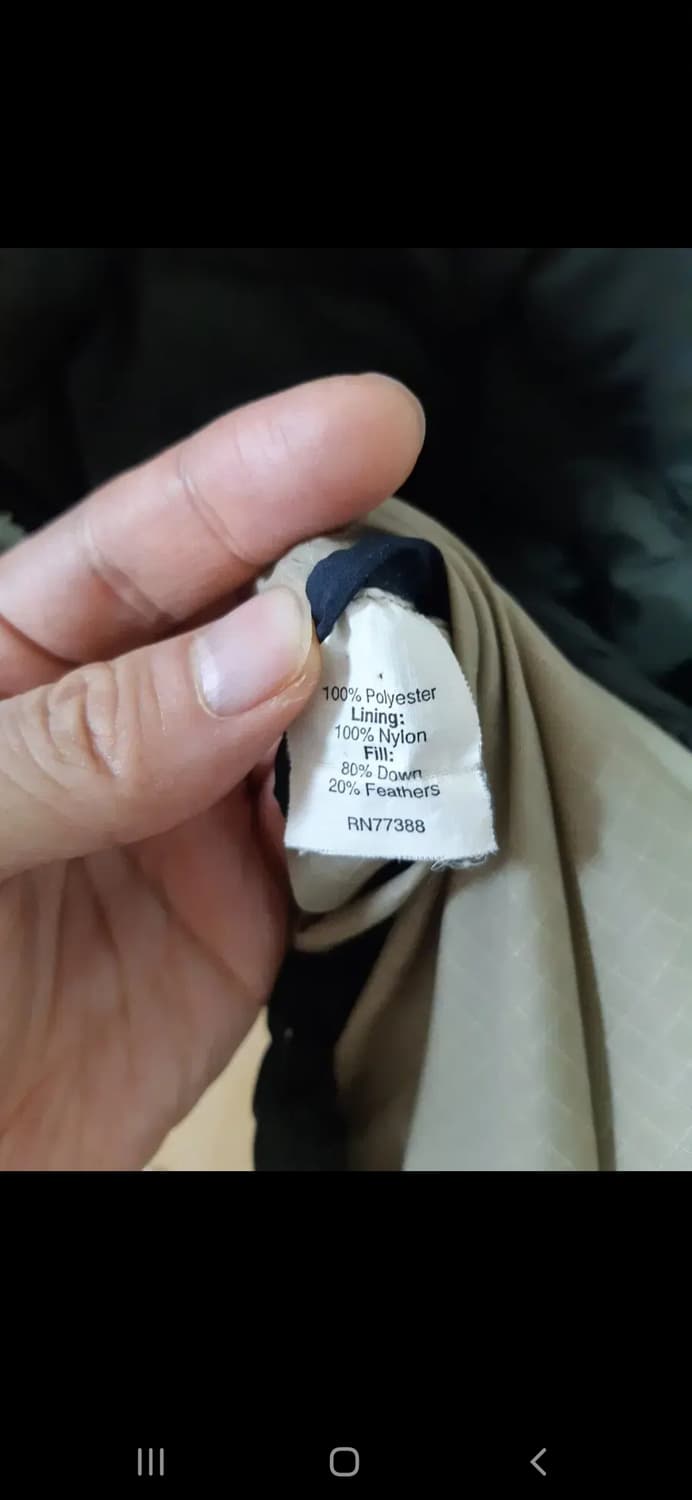 100% Polyester
Lining:
100% Nylon
Fill:
80% Down
20% Feathers
RN77388